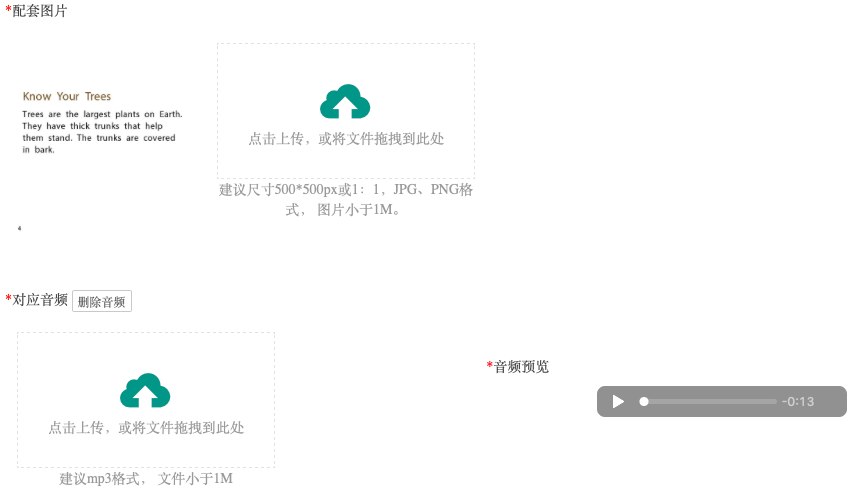 *配套图片
Know Your Trees
Trees are the largest plants on Earth.
They have thick trunks that help
them stand. The trunks are covered
in bark.
4
点击上传，或将文件拖拽到此处
建议尺寸500*500px或1：1，JPG、PNG格
式， 图片小于1M。
*对应音频 删除音频
点击上传，或将文件拖拽到此处
建议mp3格式， 文件小于1M
*音频预览
-0:13